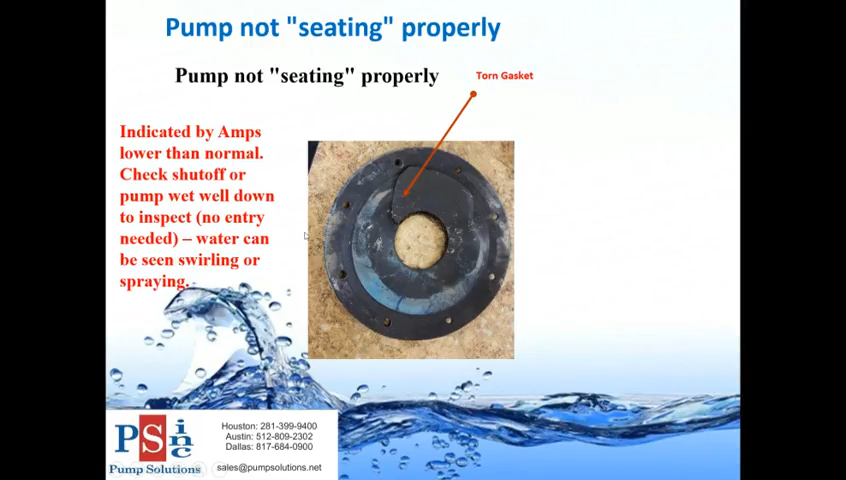 Pump not "seating" properly
Pump not "seating" properly
Torn Gasket
Indicated by Amps
lower than normal.
Check shutoff or
pump wet well down
to inspect (no entry
needed) – water can
be seen swirling or
spraying.
PSinc
Pump Solutions
Houston: 281-399-9400
Austin: 512-809-2302
Dallas: 817-684-0900
sales@pumpsolutions.net